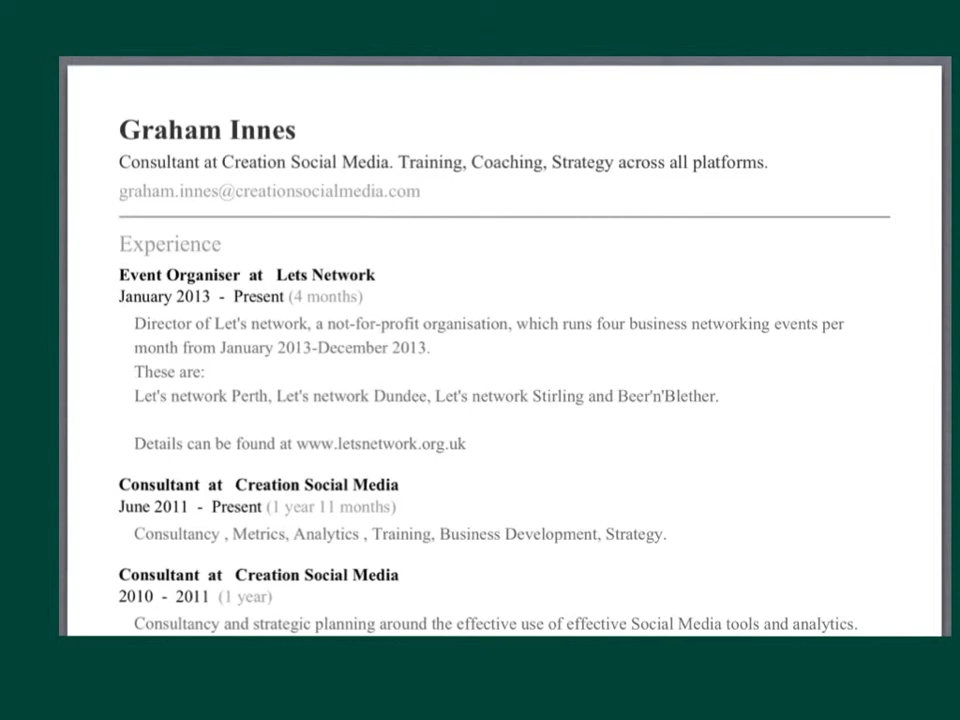 Graham Innes
Consultant at Creation Social Media. Training, Coaching, Strategy across all platforms.
graham.innes@creationsocialmedia.com
Experience
Event Organiser at Lets Network
January 2013 - Present (4 months)
Director of Let's network, a not-for-profit organisation, which runs four business networking events per
month from January 2013-December 2013.
These are:
Let's network Perth, Let's network Dundee, Let's network Stirling and Beer'n'Blether.
Details can be found at www.letsnetwork.org.uk
Consultant at Creation Social Media
June 2011 - Present (1 year 11 months)
Consultancy , Metrics, Analytics , Training, Business Development, Strategy.
Consultant at Creation Social Media
2010 - 2011 (1 year)
Consultancy and strategic planning around the effective use of effective Social Media tools and analytics.